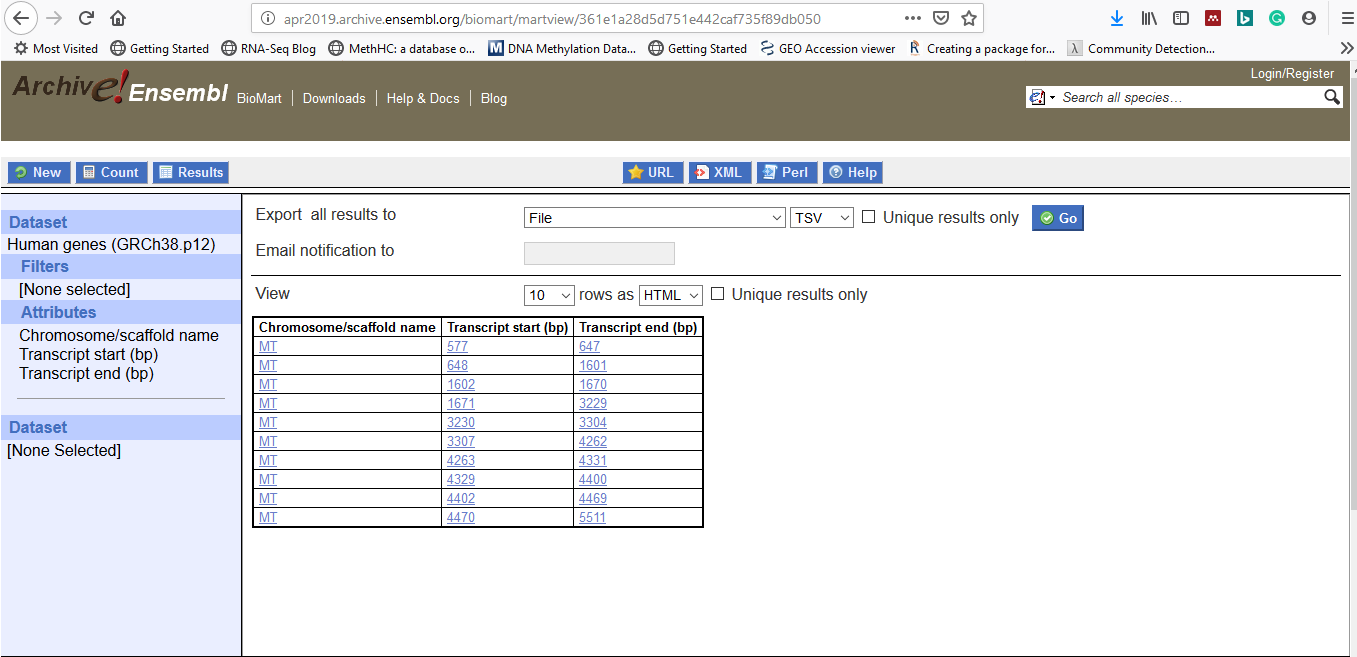 apr2019.archive.ensembl.org/biomart/martview/361e1a28d5d751e442caf735f89db050
Most Visited Getting Started RNA-Seq Blog MethHC: a database o... M DNA Methylation Data... Getting Started GEO Accession viewer Creating a package for... λ Community Detection...
Login/Register
Archive! Ensembl BioMart Downloads Help & Docs Blog
e! Search all species...
New Count Results URL XML Perl Help
Dataset
Human genes (GRCh38.p12)
Filters
[None selected]
Attributes
Chromosome/scaffold name
Transcript start (bp)
Transcript end (bp)
Dataset
[None Selected]
Export all results to File TSV Unique results only Go
Email notification to
View 10 rows as HTML Unique results only
Chromosome/scaffold name Transcript start (bp) Transcript end (bp)
MT 577 647
MT 648 1601
MT 1602 1670
MT 1671 3229
MT 3230 3304
MT 3307 4262
MT 4263 4331
MT 4329 4400
MT 4402 4469
MT 4470 5511